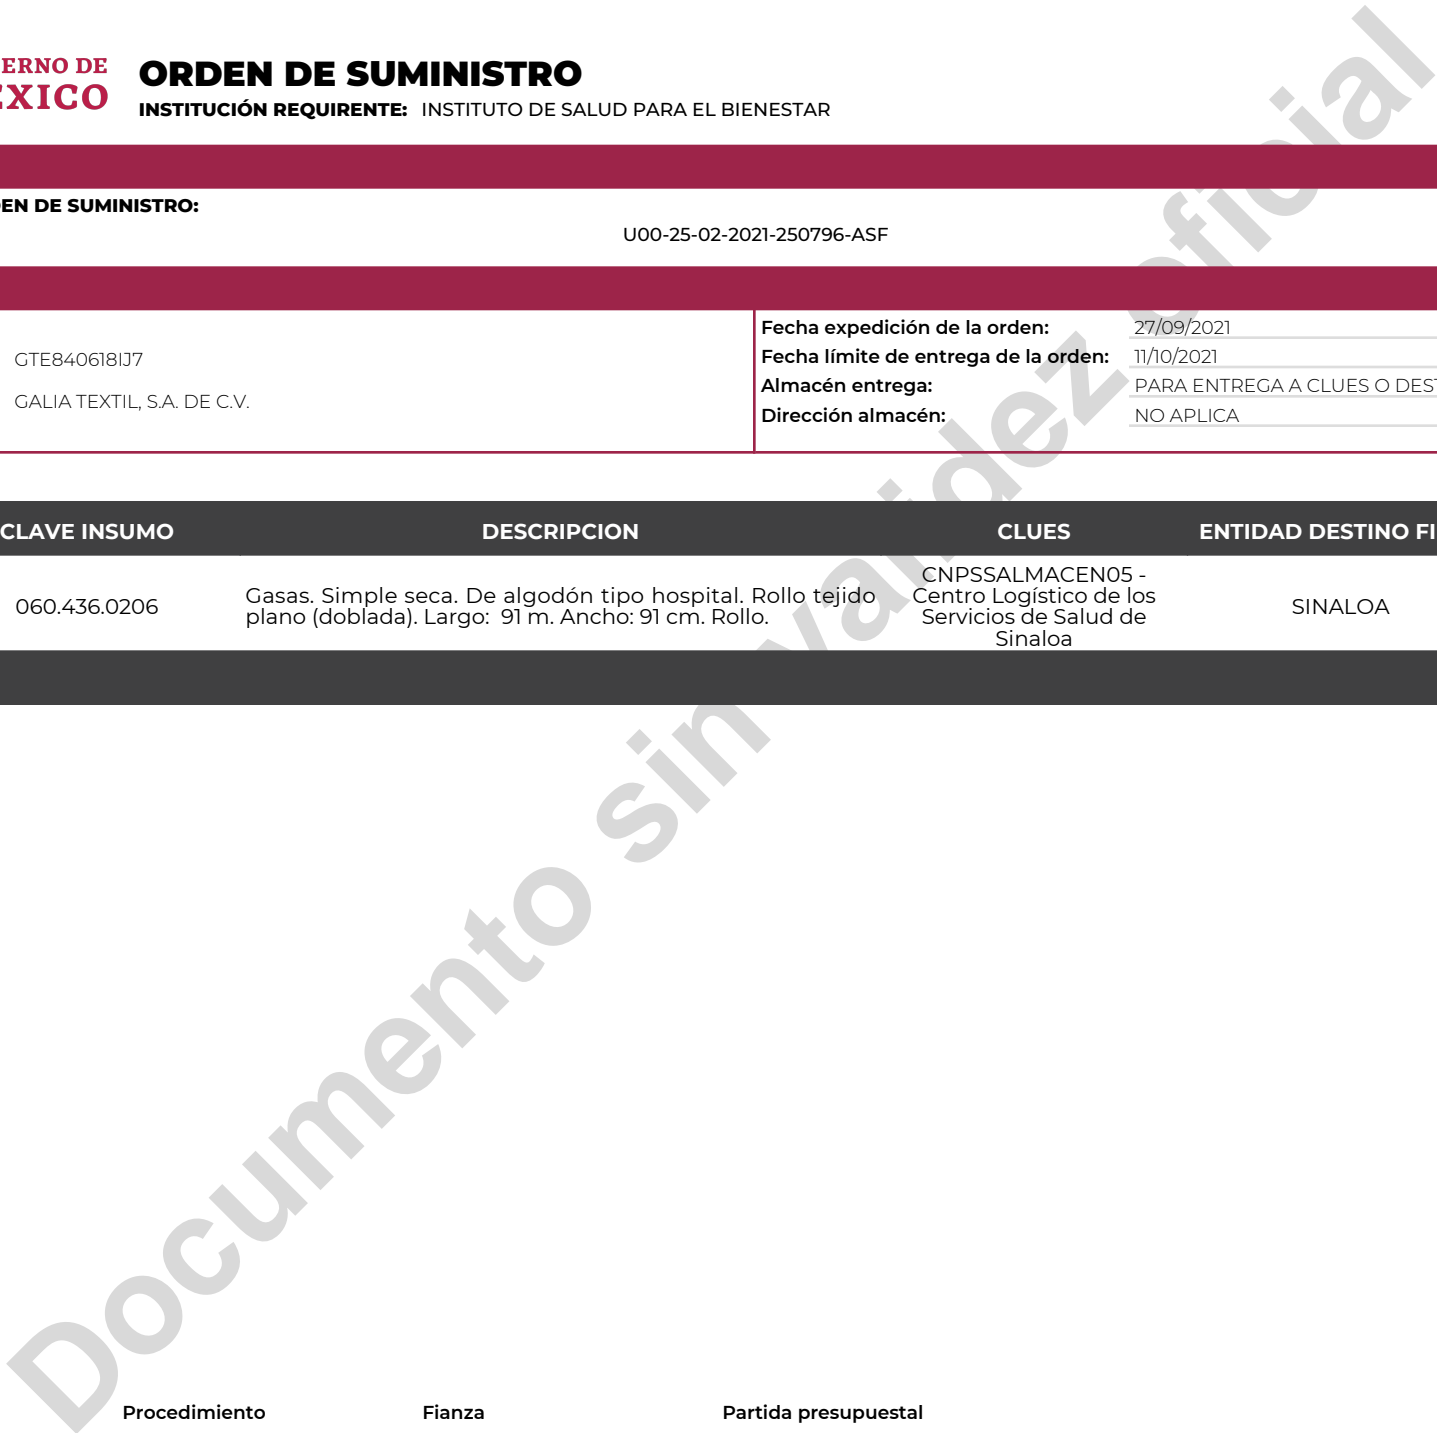 ERNO DE
EXICO
ORDEN DE SUMINISTRO
INSTITUCIÓN REQUIRENTE: INSTITUTO DE SALUD PARA EL BIENESTAR
EN DE SUMINISTRO:
U00-25-02-2021-250796-ASF
GTE840618IJ7
GALIA TEXTIL, S.A. DE C.V.
Fecha expedición de la orden: 27/09/2021
Fecha límite de entrega de la orden: 11/10/2021
Almacén entrega: PARA ENTREGA A CLUES O DEST
Dirección almacén: NO APLICA
CLAVE INSUMO DESCRIPCION CLUES ENTIDAD DESTINO FI
060.436.0206
Gasas. Simple seca. De algodón tipo hospital. Rollo tejido
plano (doblada). Largo: 91 m. Ancho: 91 cm. Rollo.
CNPSSALMACEN05 -
Centro Logístico de los
Servicios de Salud de
Sinaloa
SINALOA
Documento sin validez oficial
Procedimiento Fianza Partida presupuestal